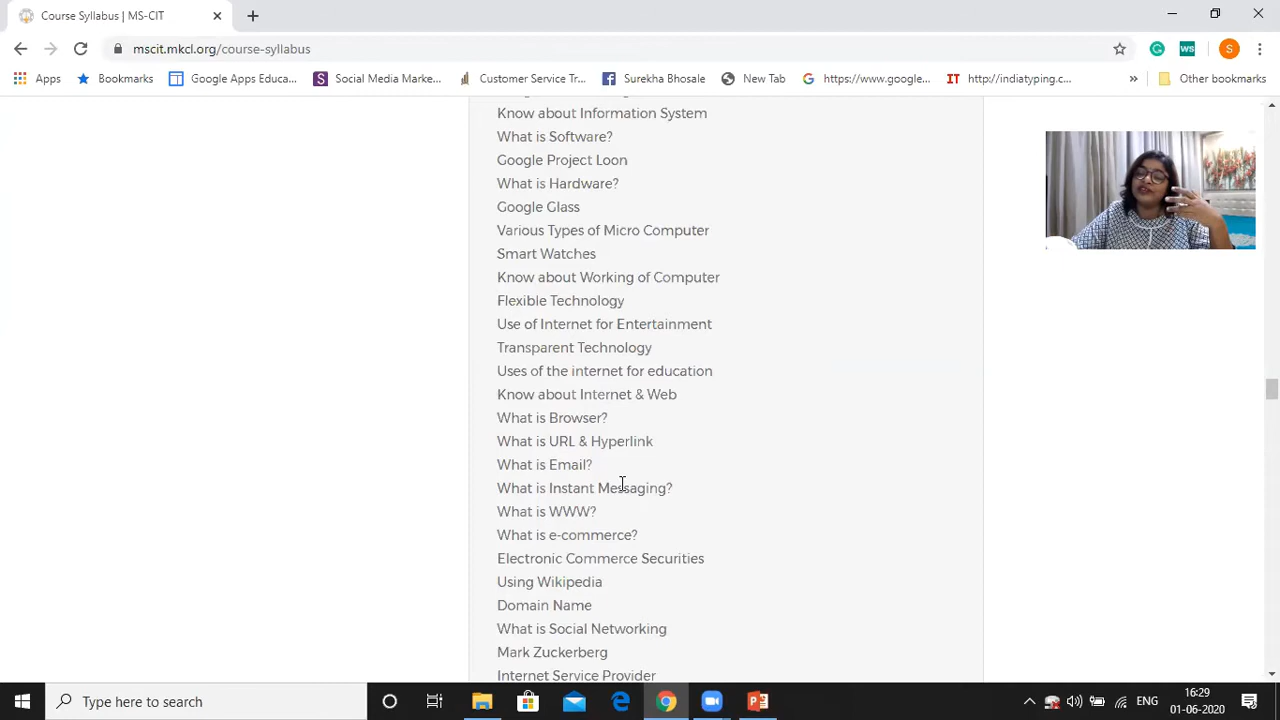 Course Syllabus | MS-CIT
mscit.mkcl.org/course-syllabus
Apps Bookmarks Google Apps Educa... Social Media Marke... Customer Service Tr... Surekha Bhosale New Tab https://www.google... http://indiatyping.c... Other bookmarks
Know about Information System
What is Software?
Google Project Loon
What is Hardware?
Google Glass
Various Types of Micro Computer
Smart Watches
Know about Working of Computer
Flexible Technology
Use of Internet for Entertainment
Transparent Technology
Uses of the internet for education
Know about Internet & Web
What is Browser?
What is URL & Hyperlink
What is Email?
What is Instant Messaging?
What is WWW?
What is e-commerce?
Electronic Commerce Securities
Using Wikipedia
Domain Name
What is Social Networking
Mark Zuckerberg
Internet Service Provider
Type here to search
ENG
16:29
01-06-2020